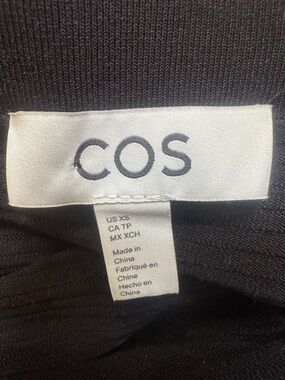 COS
US XS
CA TP
MX XCH
Made in
China
Fabriqué en
Chine
Hecho en
China